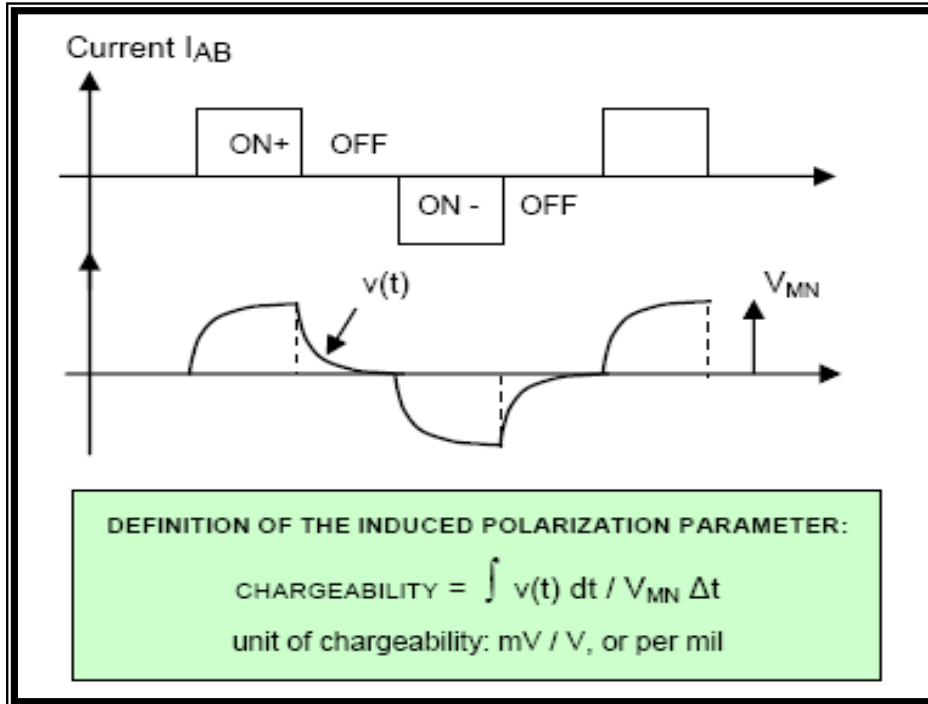 Current IAB
ON+ OFF
ON - OFF
v(t)
VMN
DEFINITION OF THE INDUCED POLARIZATION PARAMETER:
CHARGEABILITY = ∫ v(t) dt / VMN Δt
unit of chargeability: mV / V, or per mil